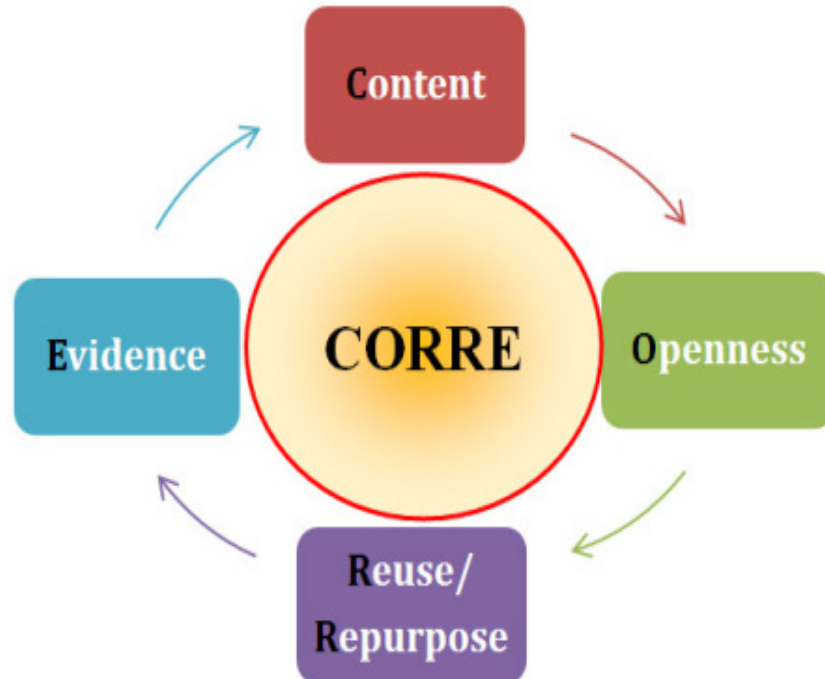 Content
Evidence
CORRE
Openness
Reuse/
Repurpose